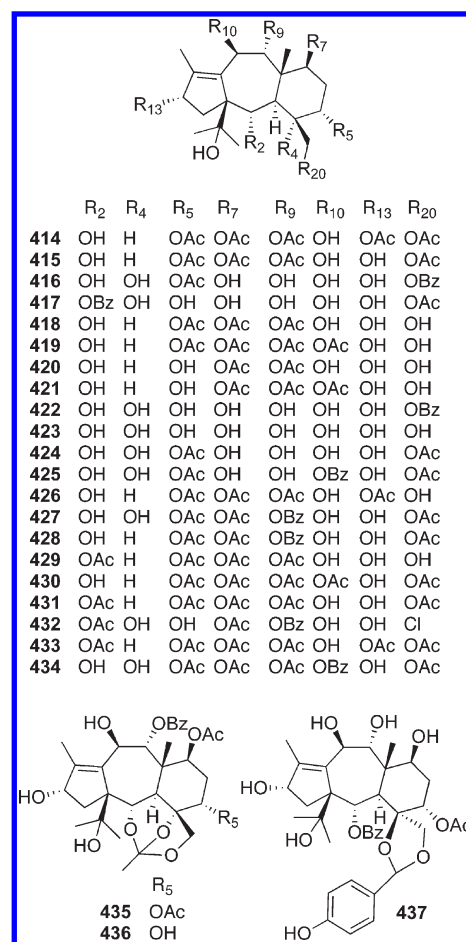 R10 R9
R7
R13
HO R2 H R4 R5
R20
R2 R4 R5 R7 R9 R10 R13 R20
414 OH H OAc OAc OAc OH OAc OAc
415 OH H OAc OAc OAc OH OH OAc
416 OH OH OAc OH OH OH OH OBz
417 OBz OH OH OH OH OH OH OAc
418 OH H OAc OAc OAc OH OH OH
419 OH H OAc OAc OAc OAc OH OH
420 OH H OH OAc OAc OH OH OH
421 OH H OH OAc OAc OAc OH OH
422 OH OH OH OH OH OH OH OBz
423 OH OH OH OH OH OH OH OH
424 OH OH OAc OH OH OH OH OAc
425 OH OH OAc OH OH OBz OH OAc
426 OH H OAc OAc OAc OH OAc OH
427 OH OH OAc OAc OBz OH OH OAc
428 OH H OAc OAc OBz OH OH OAc
429 OAc H OAc OAc OAc OH OH OH
430 OH H OAc OAc OAc OAc OH OAc
431 OAc H OAc OAc OAc OH OH OAc
432 OAc OH OH OAc OBz OH OH Cl
433 OAc H OAc OAc OAc OH OAc OAc
434 OH OH OAc OAc OAc OBz OH OAc
HO OBz OAc
HO
H R5
HO O O O
R5
435 OAc
436 OH
HO OH OH
HO
H
HO OBz OAc
O O
HO
437